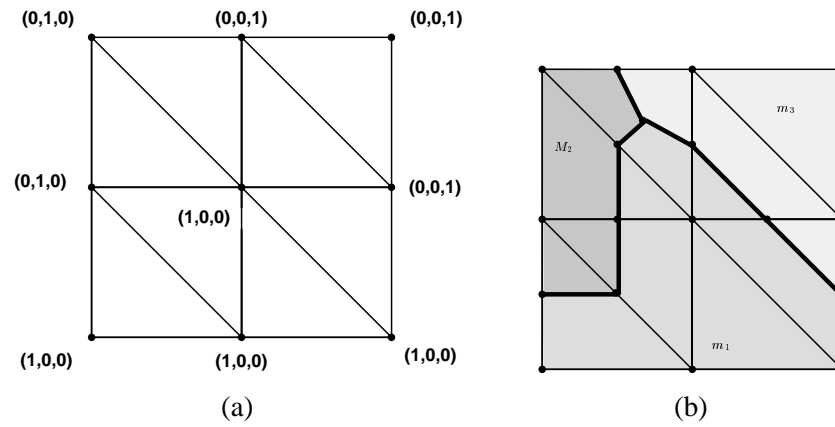 (0,1,0) (0,0,1) (0,0,1)
m₃
M₂
(0,1,0) (0,0,1)
(1,0,0)
m₁
(1,0,0) (1,0,0) (1,0,0)
(a) (b)